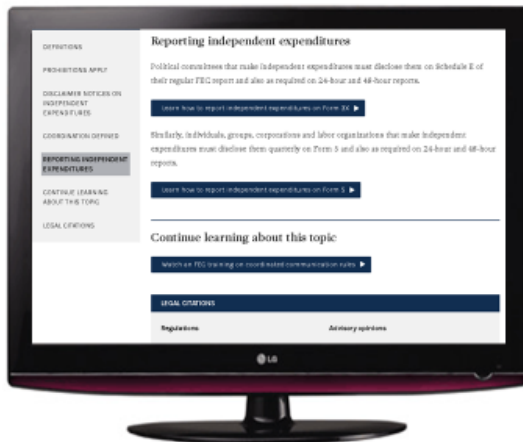 DEFINITIONS
PROHIBITIONS APPLY
DISCLAIMER NOTICES ON
INDEPENDENT
EXPENDITURES
COORDINATION DEFINED
REPORTING INDEPENDENT
EXPENDITURES
CONTINUE LEARNING
ABOUT THIS TOPIC
LEGAL CITATIONS
Reporting independent expenditures
Political committees that make independent expenditures must disclose them on Schedule E of
their regular FEC report and also as required on 24-hour and 48-hour reports.
Learn how to report independent expenditures on Form 3X
Similarly, individuals, groups, corporations and labor organizations that make independent
expenditures must disclose them quarterly on Form 5 and also as required on 24-hour and 48-hour
reports.
Learn how to report independent expenditures on Form 5
Continue learning about this topic
Watch an FEC training on coordinated communication rules
LEGAL CITATIONS
Regulations
Advisory opinions
LG